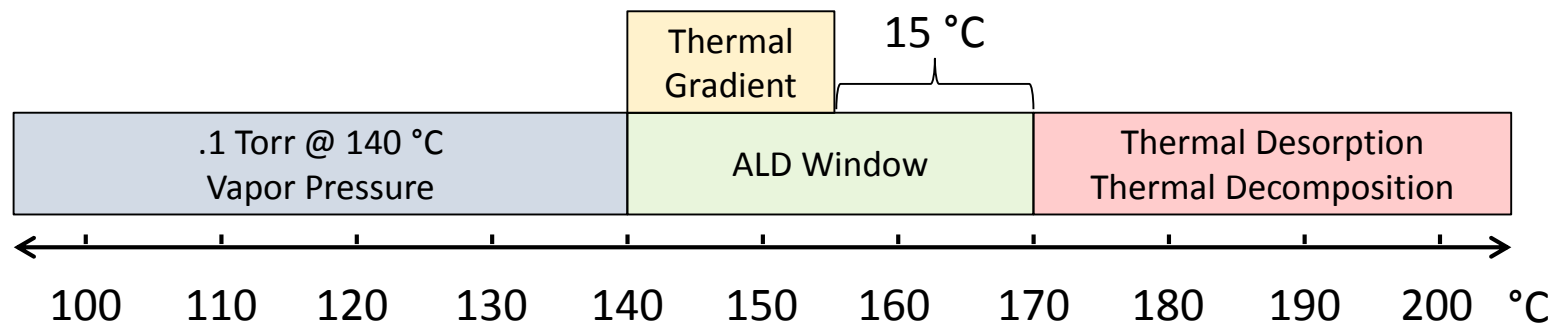 Thermal
Gradient
15 °C
.1 Torr @ 140 °C
Vapor Pressure
ALD Window
Thermal Desorption
Thermal Decomposition
100 110 120 130 140 150 160 170 180 190 200 °C